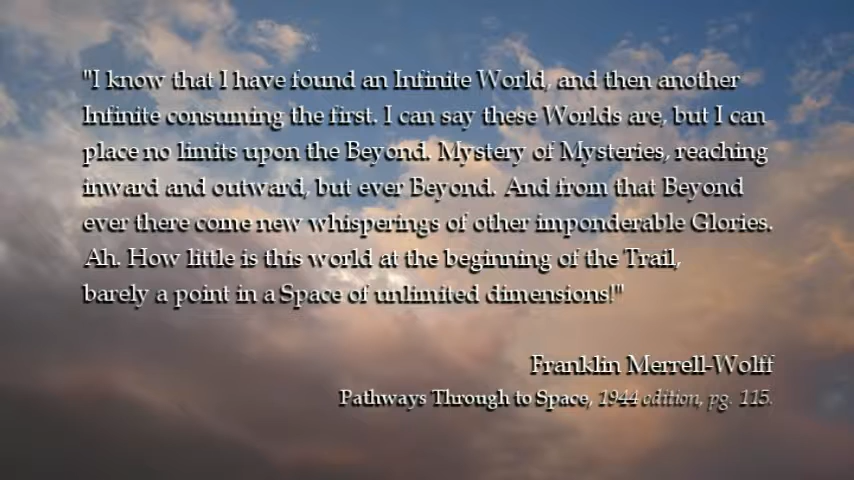 "I know that I have found an Infinite World, and then another
Infinite consuming the first. I can say these Worlds are, but I can
place no limits upon the Beyond. Mystery of Mysteries, reaching
inward and outward, but ever Beyond. And from that Beyond
ever there come new whisperings of other imponderable Glories.
Ah. How little is this world at the beginning of the Trail,
barely a point in a Space of unlimited dimensions!"
Franklin Merrell-Wolff
Pathways Through to Space, 1944 edition, pg. 115.